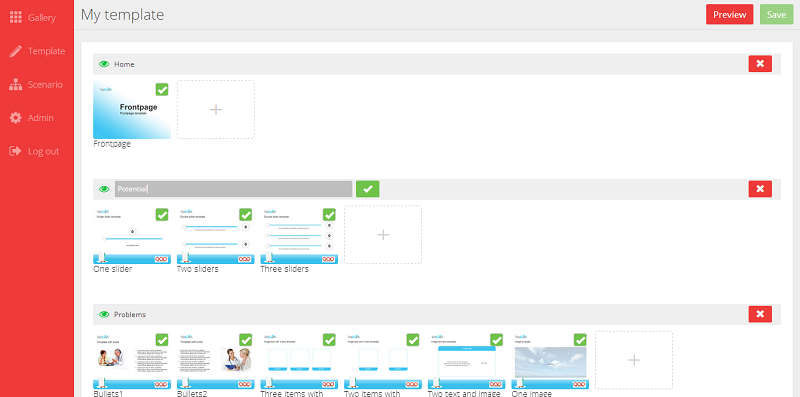 Gallery
My template
Preview
Save
Template
Scenario
Admin
Log out
Home
Frontpage
Frontpage template
Frontpage
Potential
One slider
Two sliders
Three sliders
Problems
Bullets1
Bullets2
Three items with
Two items with
Two text and image
One image